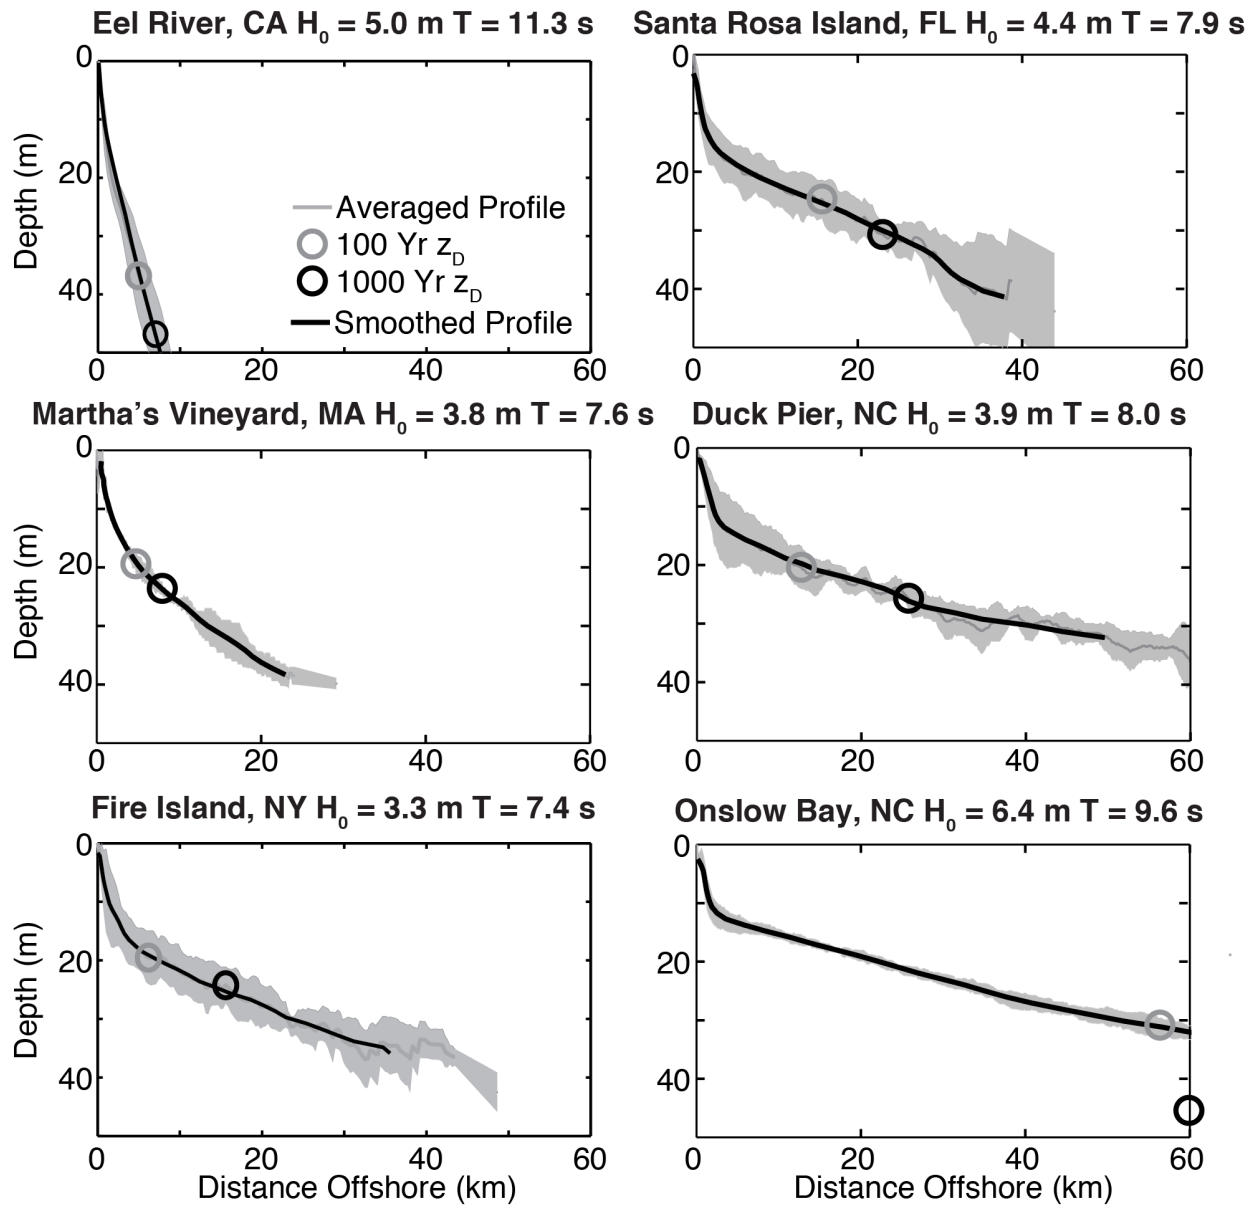 Eel River, CA H0 = 5.0 m T = 11.3 s
0
20
40
Depth (m)
Averaged Profile
100 Yr zD
1000 Yr zD
Smoothed Profile
0 20 40 60
Santa Rosa Island, FL H0 = 4.4 m T = 7.9 s
0
20
40
0 20 40 60
Martha's Vineyard, MA H0 = 3.8 m T = 7.6 s
0
20
40
Depth (m)
0 20 40 60
Duck Pier, NC H0 = 3.9 m T = 8.0 s
0
20
40
0 20 40 60
Fire Island, NY H0 = 3.3 m T = 7.4 s
0
20
40
Depth (m)
0 20 40 60
Distance Offshore (km)
Onslow Bay, NC H0 = 6.4 m T = 9.6 s
0
20
40
0 20 40 60
Distance Offshore (km)